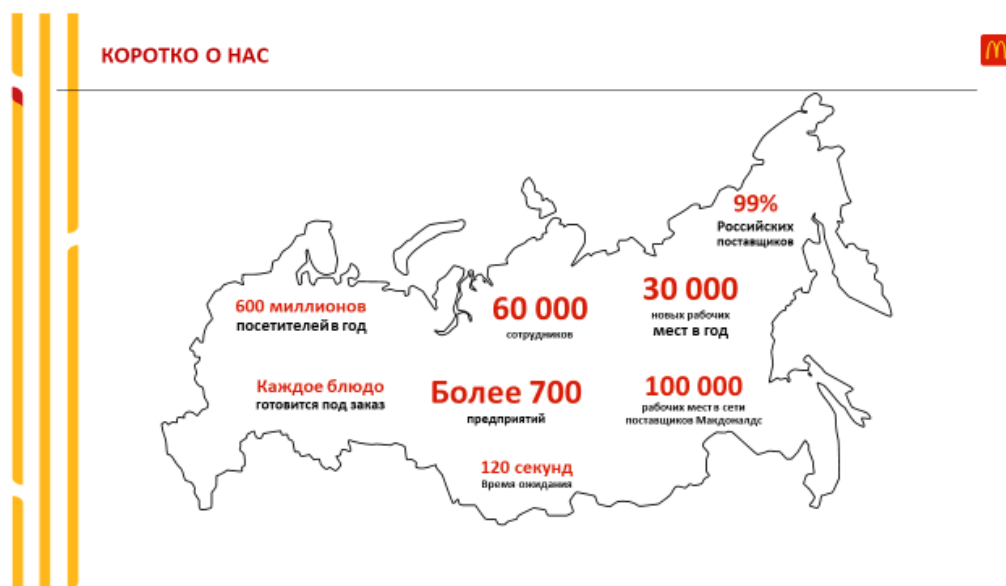 КОРОТКО О НАС
99%
Российских
поставщиков
600 миллионов
посетителей в год
60 000
сотрудников
30 000
новых рабочих
мест в год
Каждое блюдо
готовится под заказ
Более 700
предприятий
100 000
рабочих мест в сети
поставщиков Макдоналдс
120 секунд
Время ожидания